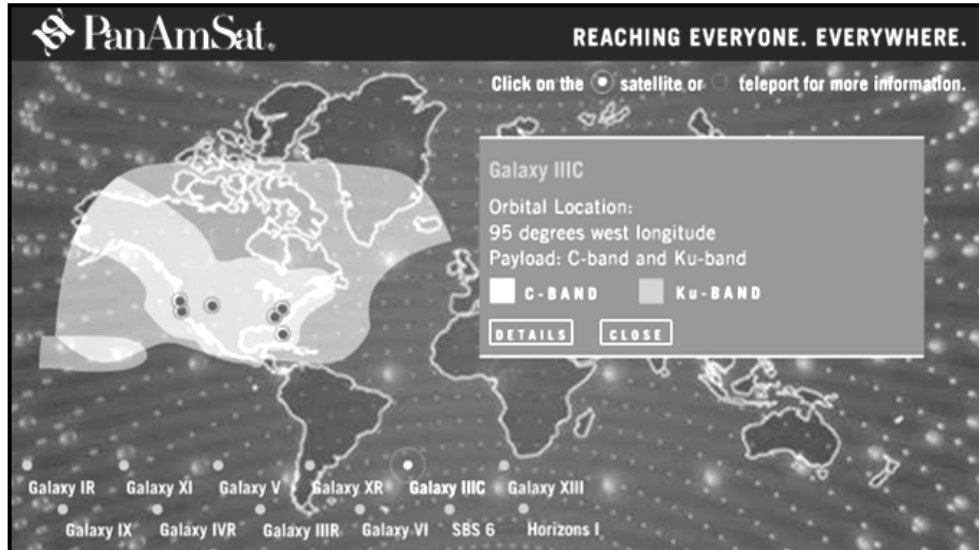 PanAmSat.
REACHING EVERYONE. EVERYWHERE.
Click on the satellite or teleport for more information.
Galaxy IIIC
Orbital Location:
95 degrees west longitude
Payload: C-band and Ku-band
C-BAND Ku-BAND
DETAILS CLOSE
Galaxy IR Galaxy XI Galaxy V Galaxy XR Galaxy IIIC Galaxy XIII
Galaxy IX Galaxy IVR Galaxy IIIR Galaxy VI SBS 6 Horizons I